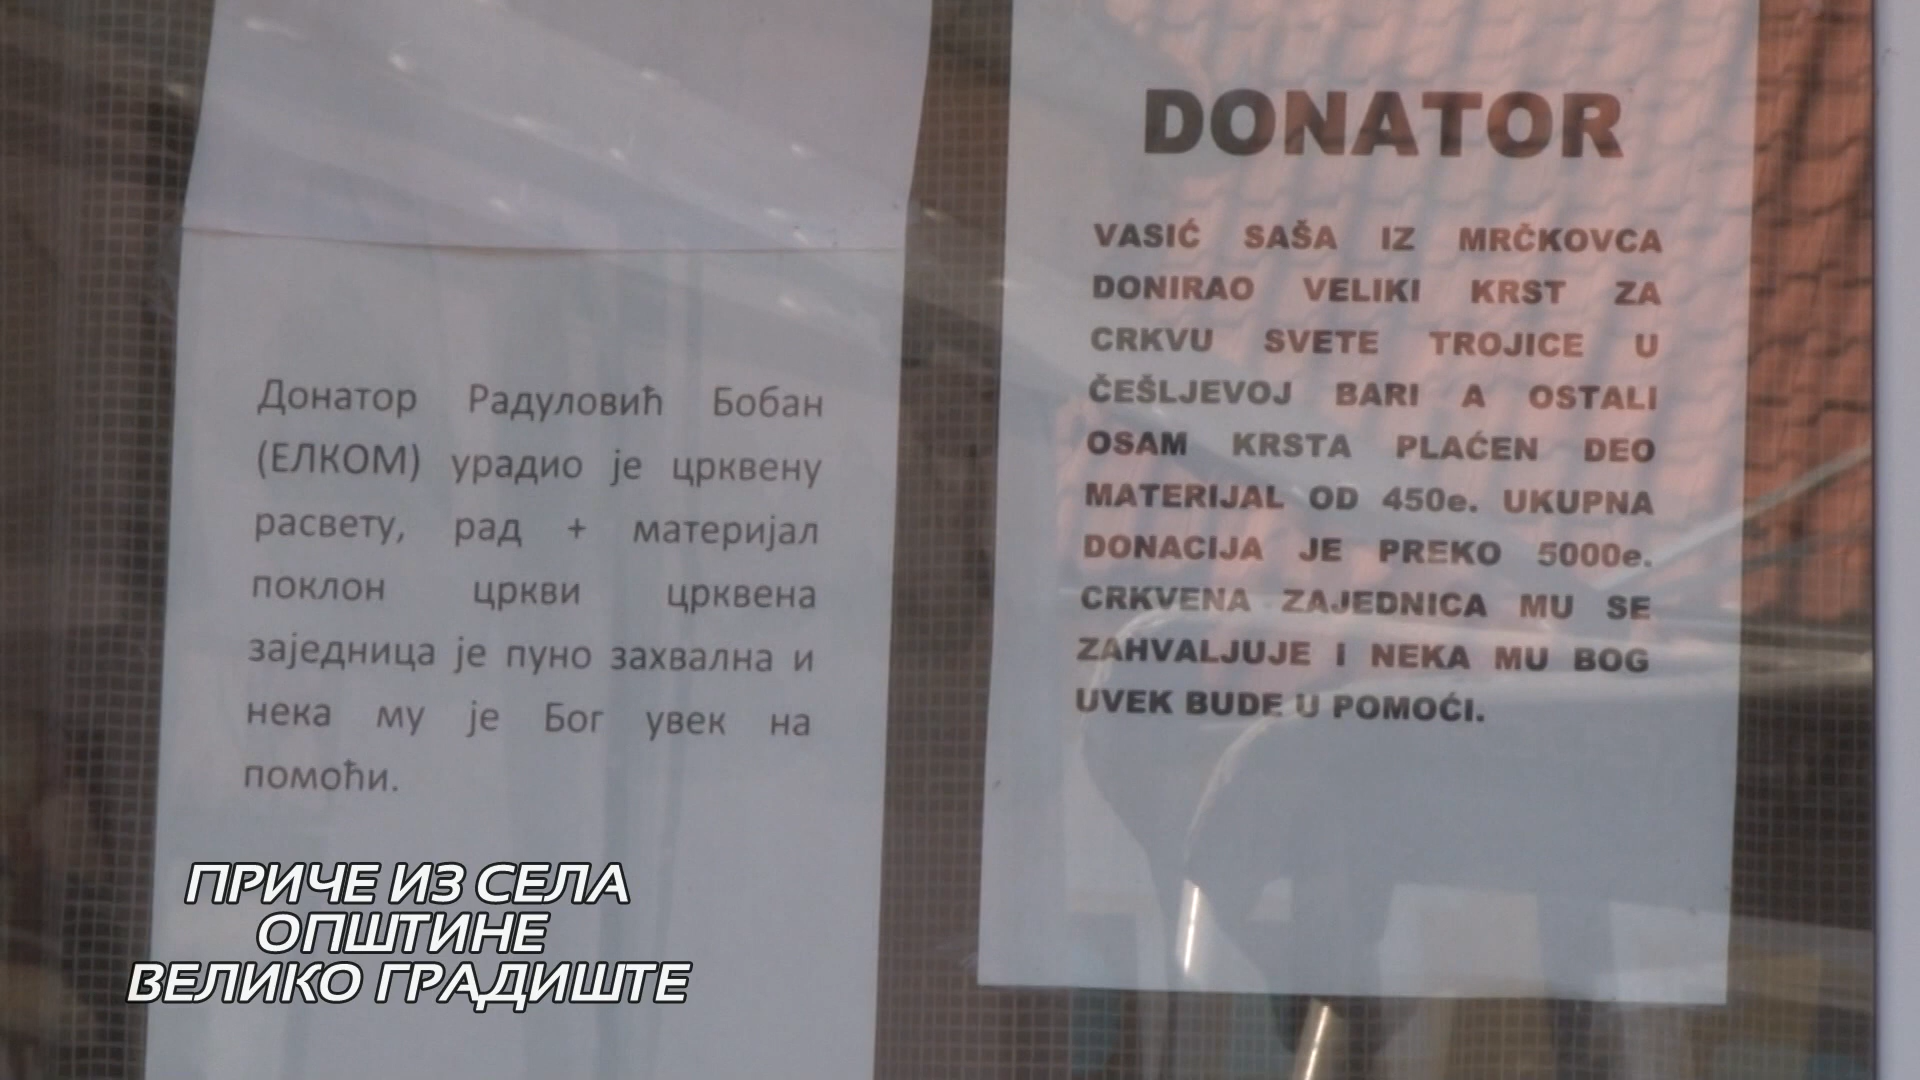 Донатор Радуловић Бобан
(ЕЛКОМ) урадио је црквену
расвету, рад + материјал
поклон цркви црквена
заједница је пуно захвална и
нека му је Бог увек на
помоћи.
DONATOR
VASIĆ SAŠA IZ MRČKOVCA
DONIRAO VELIKI KRST ZA
CRKVU SVETE TROJICE U
ČEŠLJEVOJ BARI A OSTALI
OSAM KRSTA PLAĆEN DEO
MATERIJAL OD 450e. UKUPNA
DONACIJA JE PREKO 5000e.
CRKVENA ZAJEDNICA MU SE
ZAHVALJUJE I NEKA MU BOG
UVEK BUDE U POMOĆI.
ПРИЧЕ ИЗ СЕЛА
ОПШТИНЕ
ВЕЛИКО ГРАДИШТЕ